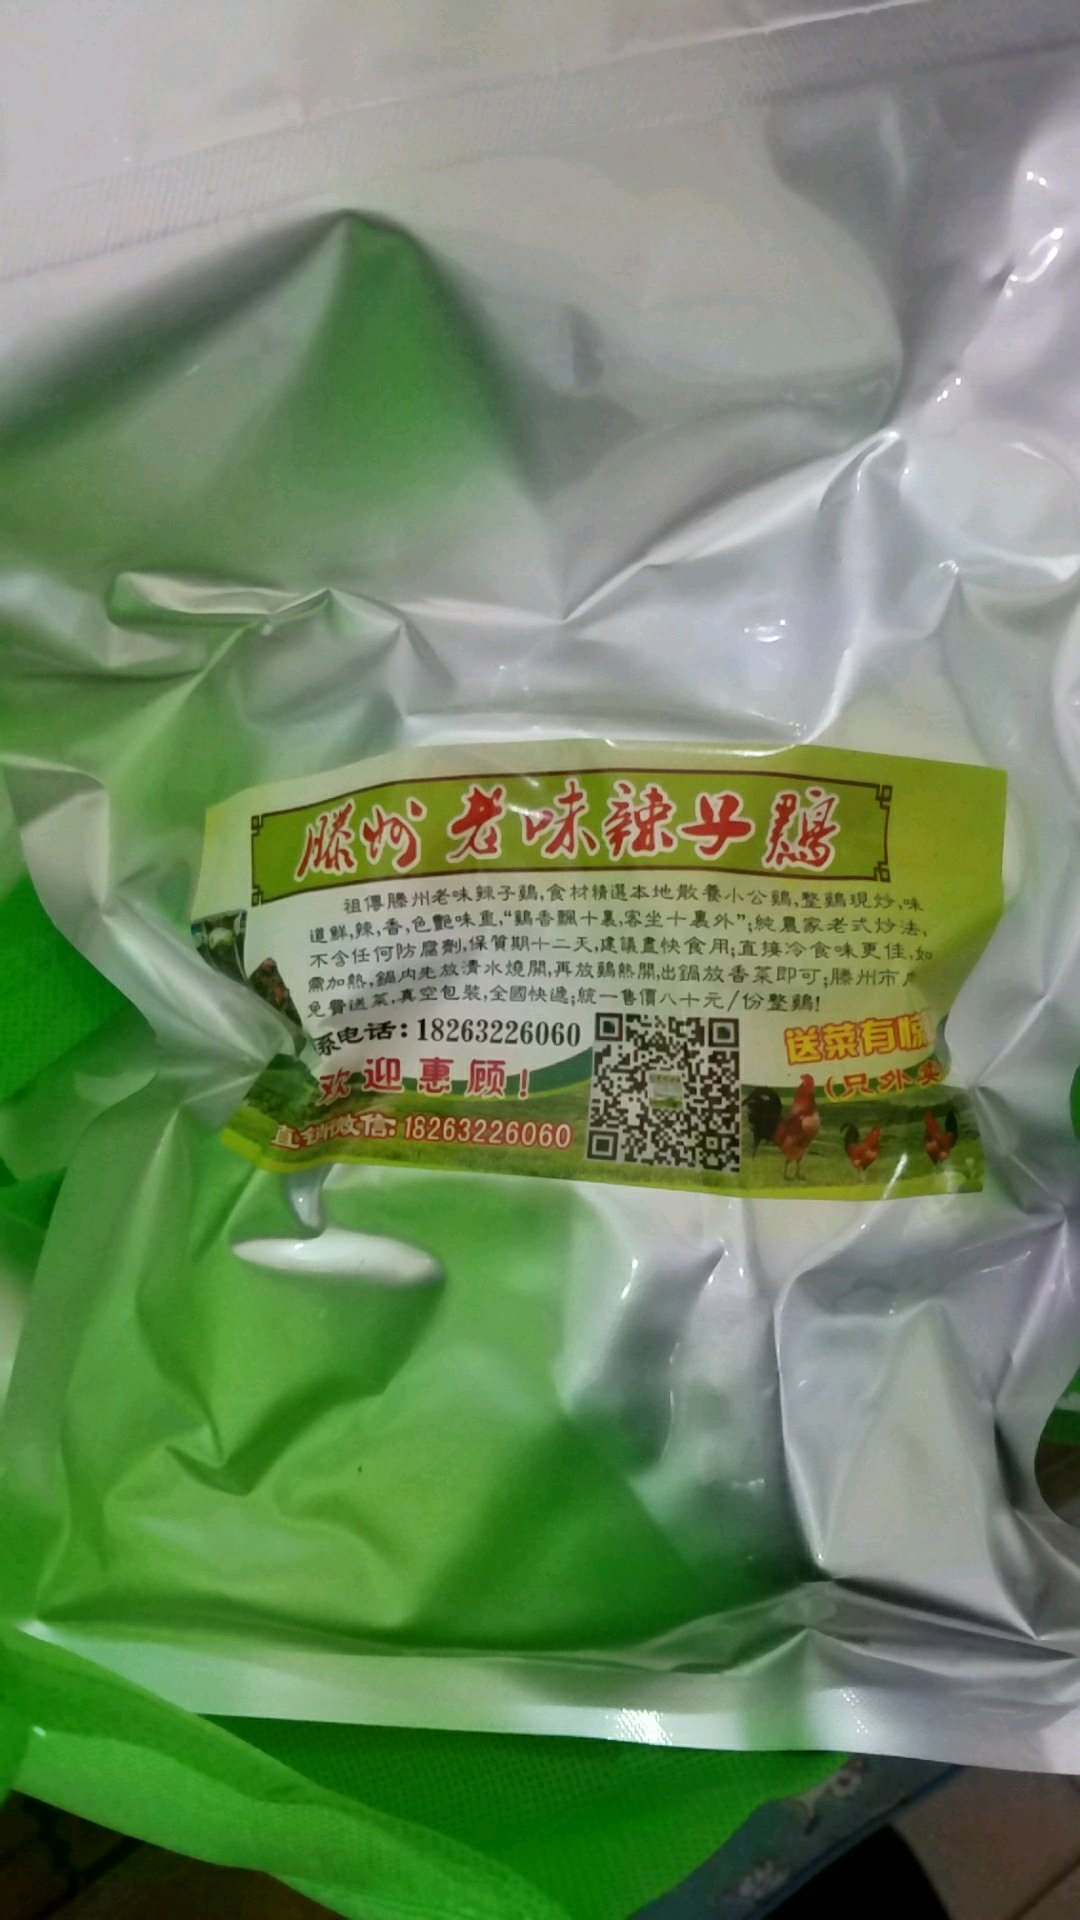 滕州 老味辣子鷄
祖傳滕州老味辣子鷄,食材精選本地散養小公鷄,整鷄現炒,味
道鮮,辣,香,色艷味重,“鷄香飄十裏,客坐十裏外”;純農家老式炒法,
不含任何防腐劑,保質期十二天,建議盡快食用;直接冷食味更佳,如
需加熱,鍋内先放清水燒開,再放鷄熱開,出鍋放香菜即可;滕州市
免費送菜,真空包裝,全國快遞;統一售價八十元/份整鷄!
系电话:18263226060
欢迎惠顾!
送菜有惊
(只外卖
直销微信:18263226060